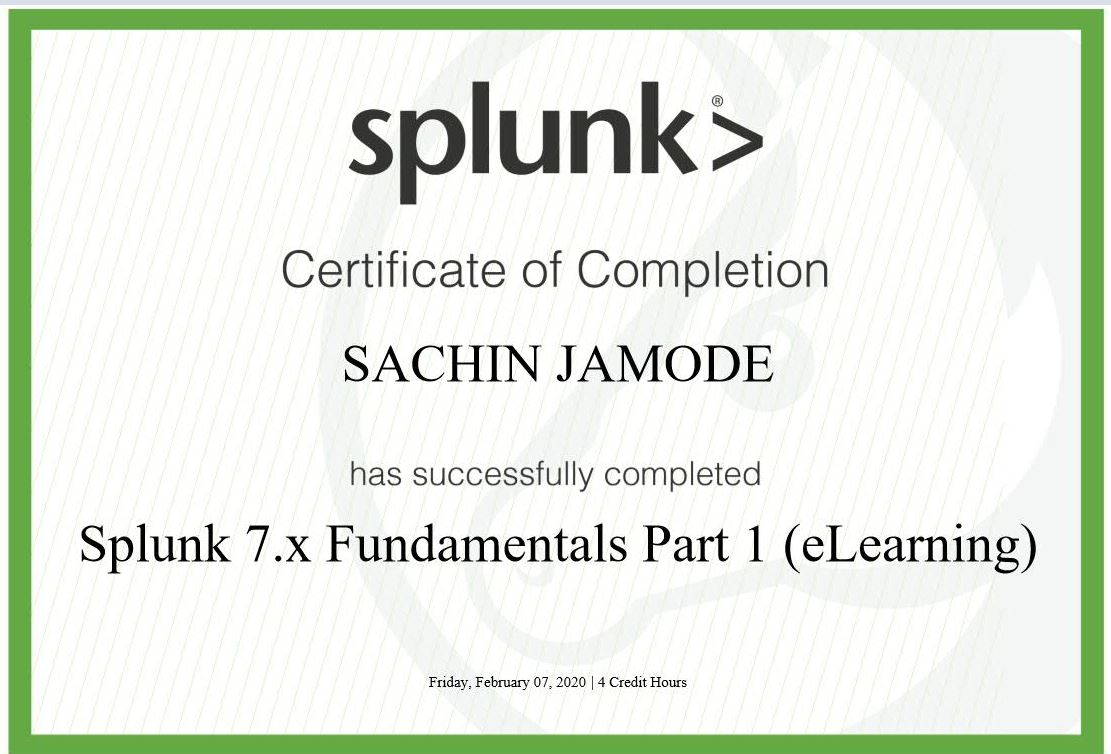 splunk>®
Certificate of Completion
SACHIN JAMODE
has successfully completed
Splunk 7.x Fundamentals Part 1 (eLearning)
Friday, February 07, 2020 | 4 Credit Hours